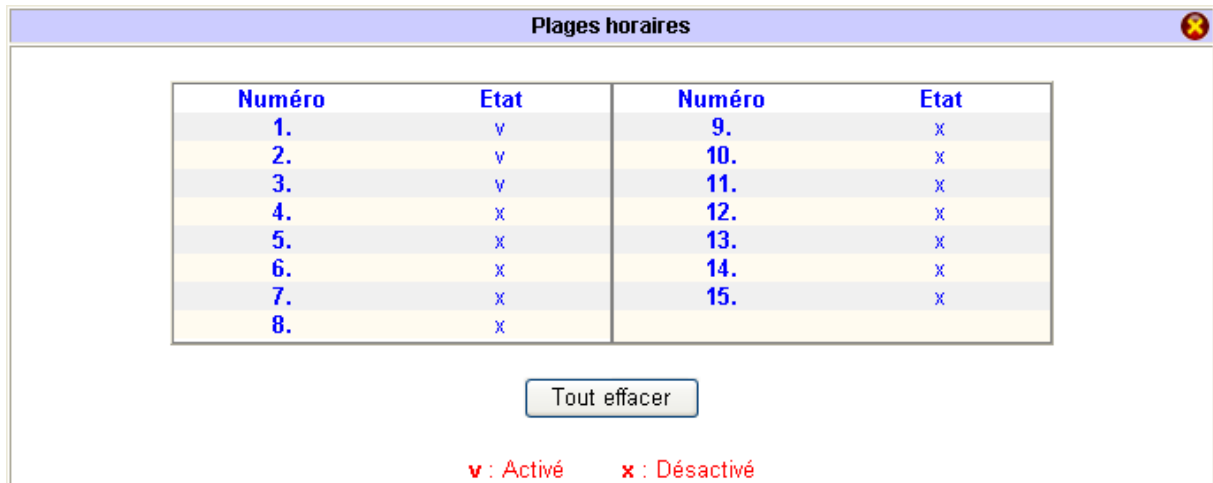 Plages horaires
Numéro Etat Numéro Etat
1. v 9. x
2. v 10. x
3. v 11. x
4. x 12. x
5. x 13. x
6. x 14. x
7. x 15. x
8. x
Tout effacer
v : Activé x : Désactivé